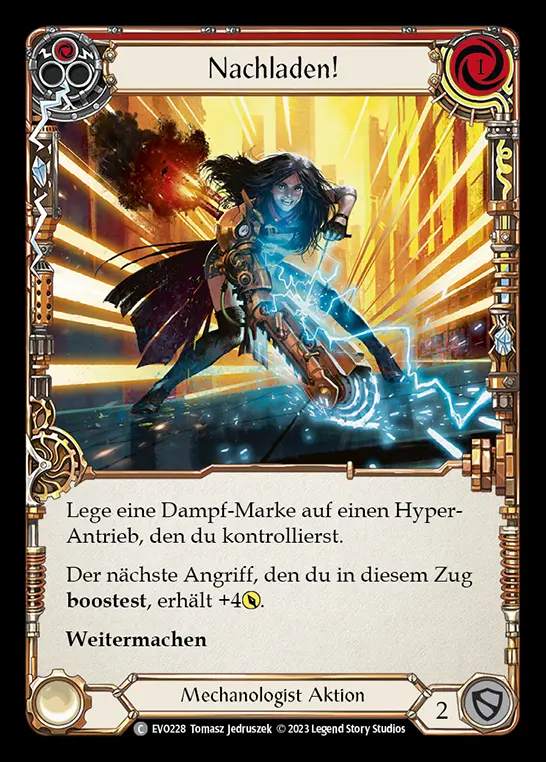 Nachladen!
1
Lege eine Dampf-Marke auf einen Hyper-
Antrieb, den du kontrollierst.
Der nächste Angriff, den du in diesem Zug
boostest, erhält +4.
Weitermachen
Mechanologist Aktion
2
C EVO228 Tomasz Jedruszek © 2023 Legend Story Studios